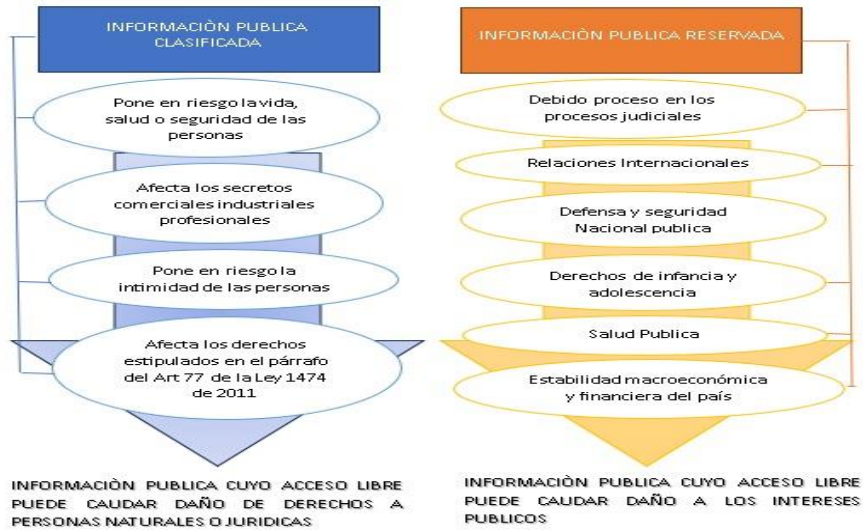 INFORMACIÒN PUBLICA
CLASIFICADA
Pone en riesgo la vida,
salud o seguridad de las
personas
Afecta los secretos
comerciales industriales
profesionales
Pone en riesgo la
intimidad de las personas
Afecta los derechos
estipulados en el párrafo
del Art 77 de la Ley 1474
de 2011
INFORMACIÒN PUBLICA CUYO ACCESO LIBRE
PUEDE CAUDAR DAÑO DE DERECHOS A
PERSONAS NATURALES O JURIDICAS
INFORMACIÒN PUBLICA RESERVADA
Debido proceso en los
procesos judiciales
Relaciones Internacionales
Defensa y seguridad
Nacional publica
Derechos de infancia y
adolescencia
Salud Publica
Estabilidad macroeconómica
y financiera del país
INFORMACIÒN PUBLICA CUYO ACCESO LIBRE
PUEDE CAUDAR DAÑO A LOS INTERESES
PUBLICOS